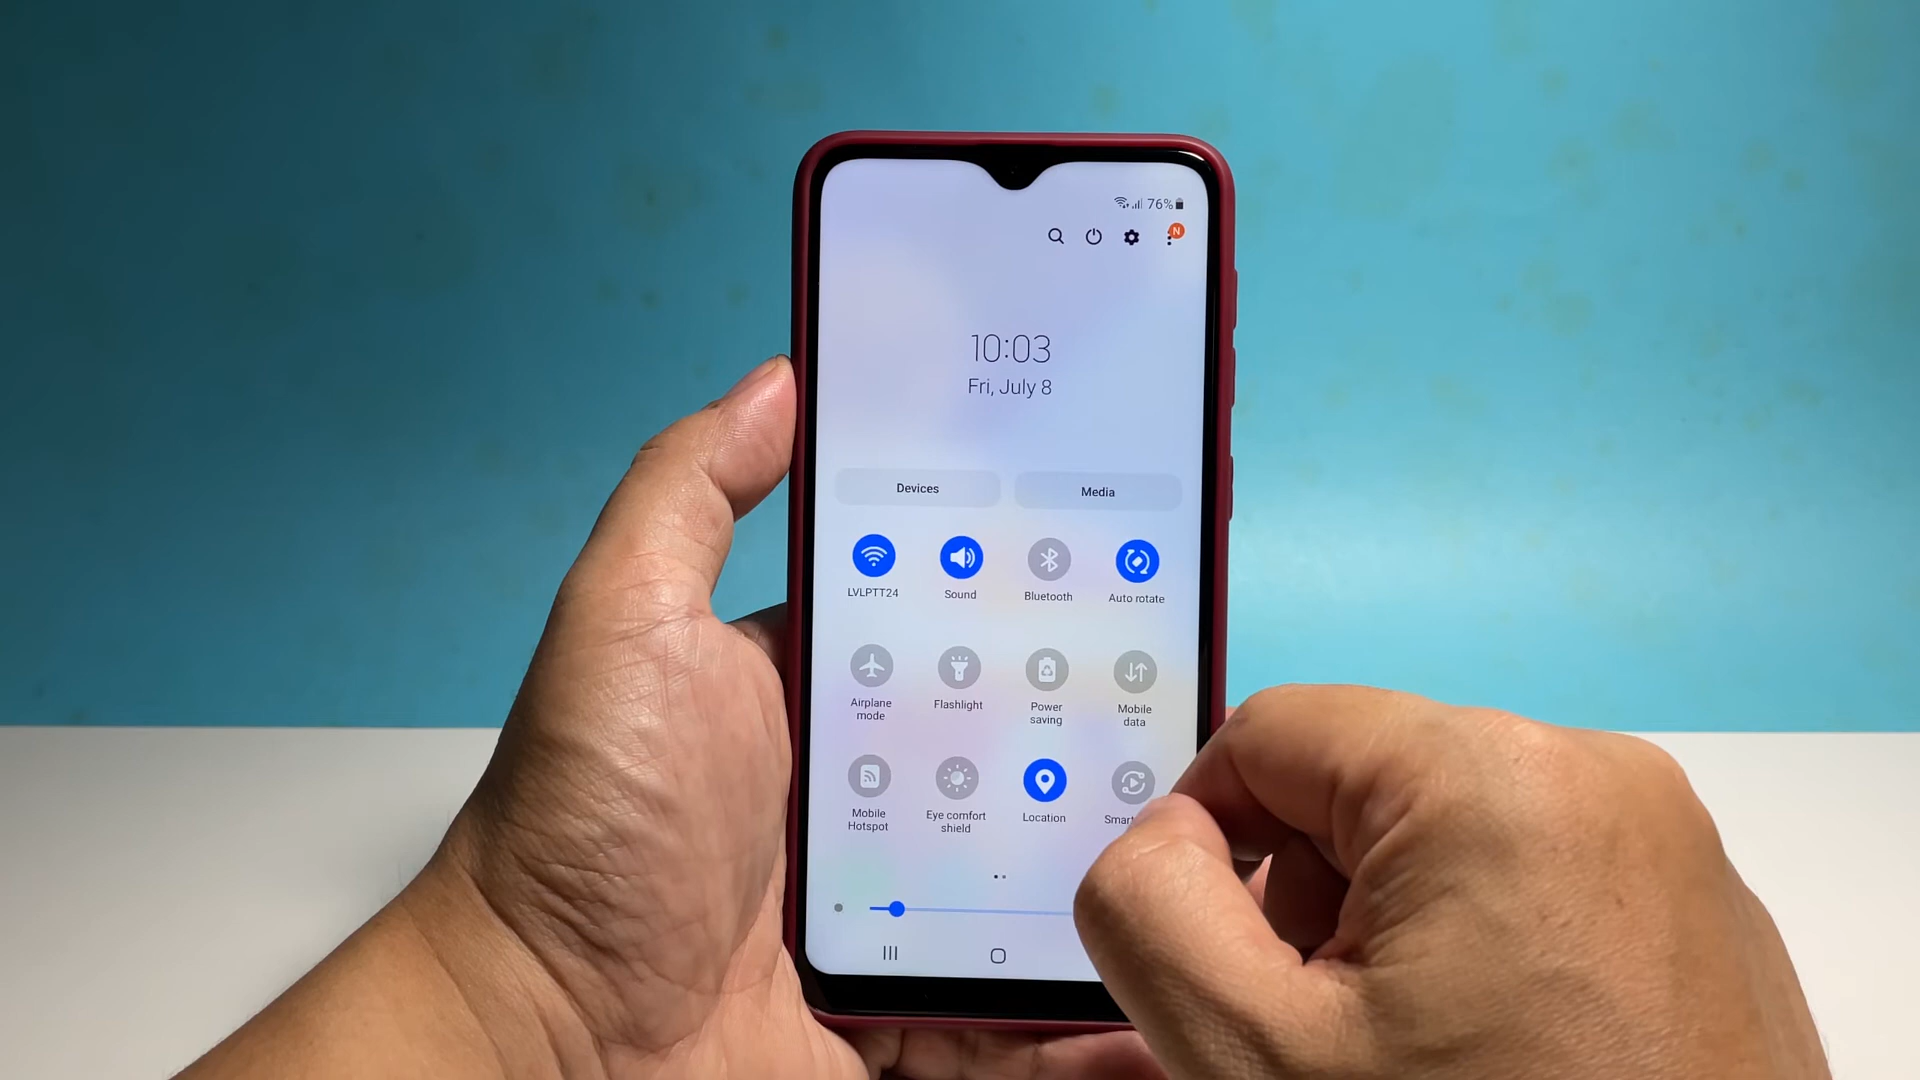 76%
N
10:03
Fri, July 8
Devices
Media
LVLPTT24
Sound
Bluetooth
Auto rotate
Airplane
mode
Flashlight
Power
saving
Mobile
data
Mobile
Hotspot
Eye comfort
shield
Location